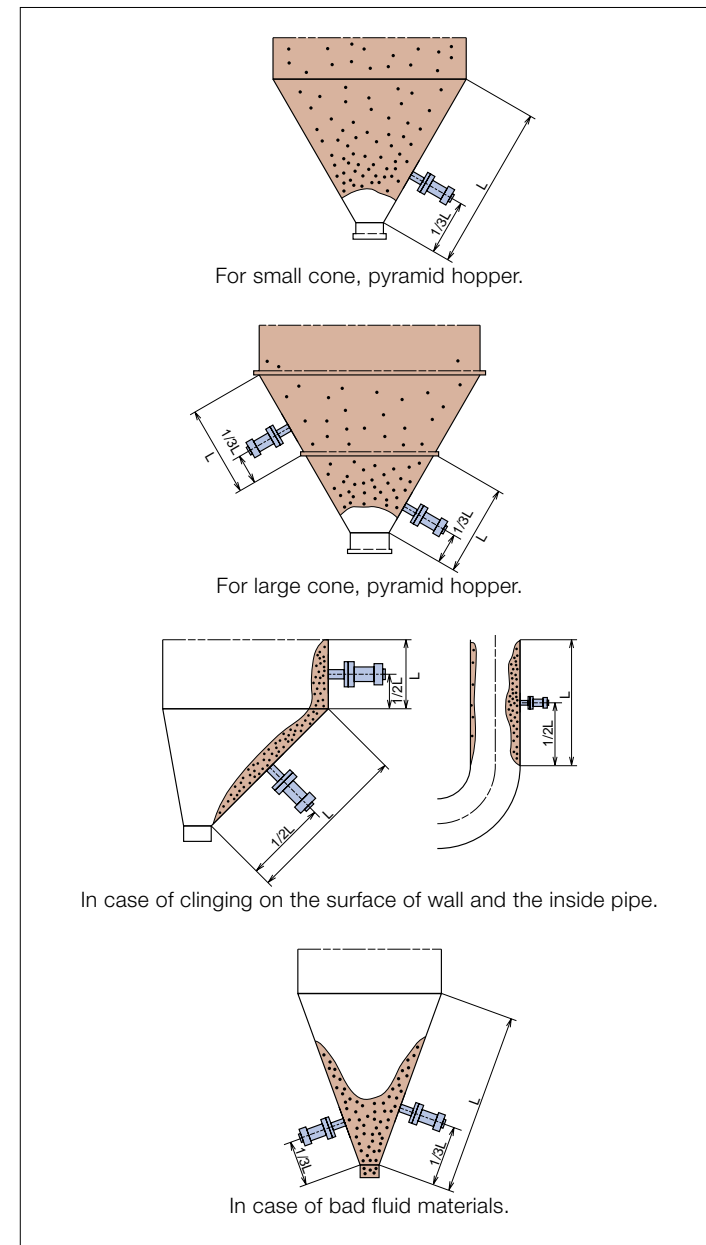 L
1/3L
For small cone, pyramid hopper.
L
1/3L
1/3L
L
For large cone, pyramid hopper.
1/2L
L
1/2L
L
L
1/2L
In case of clinging on the surface of wall and the inside pipe.
L
1/3L
1/3L
In case of bad fluid materials.